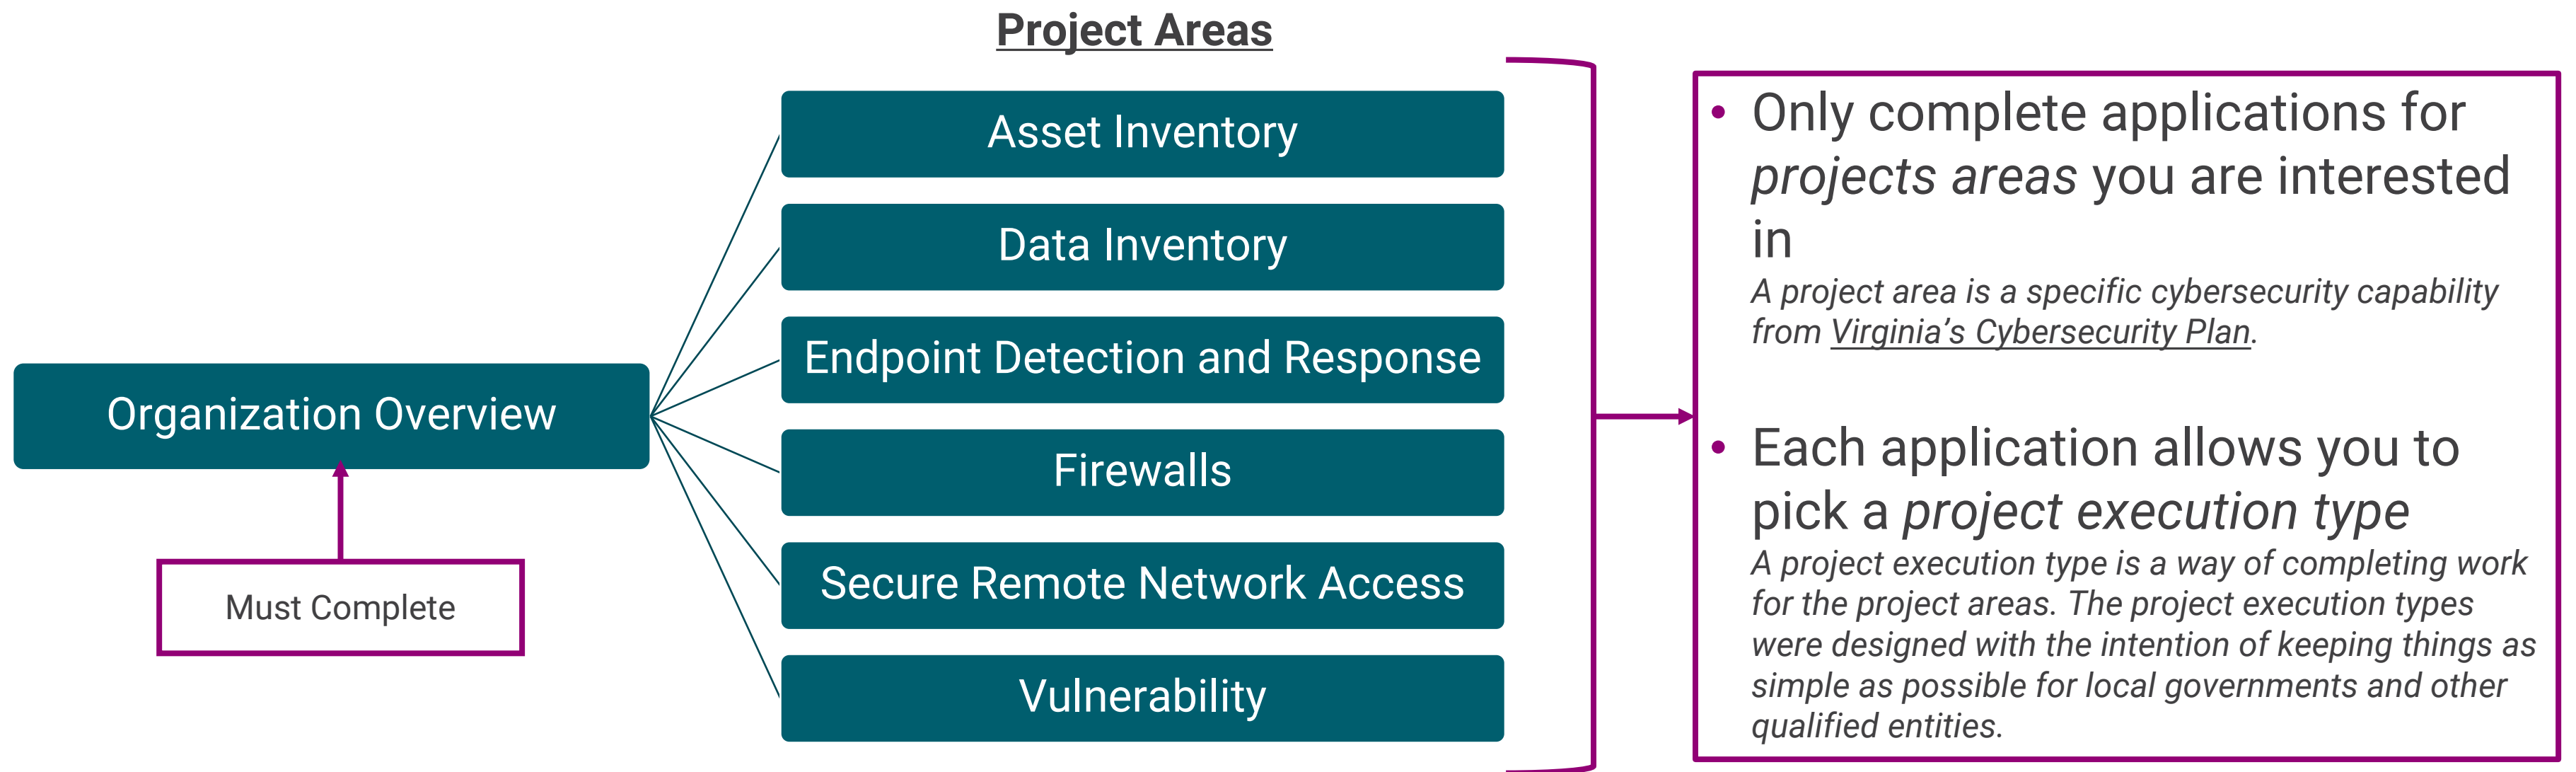 Project Areas
Asset Inventory
Data Inventory
Endpoint Detection and Response
Firewalls
Secure Remote Network Access
Vulnerability
Organization Overview
Must Complete
• Only complete applications for
projects areas you are interested
in
A project area is a specific cybersecurity capability
from Virginia’s Cybersecurity Plan.
• Each application allows you to
pick a project execution type
A project execution type is a way of completing work
for the project areas. The project execution types
were designed with the intention of keeping things as
simple as possible for local governments and other
qualified entities.